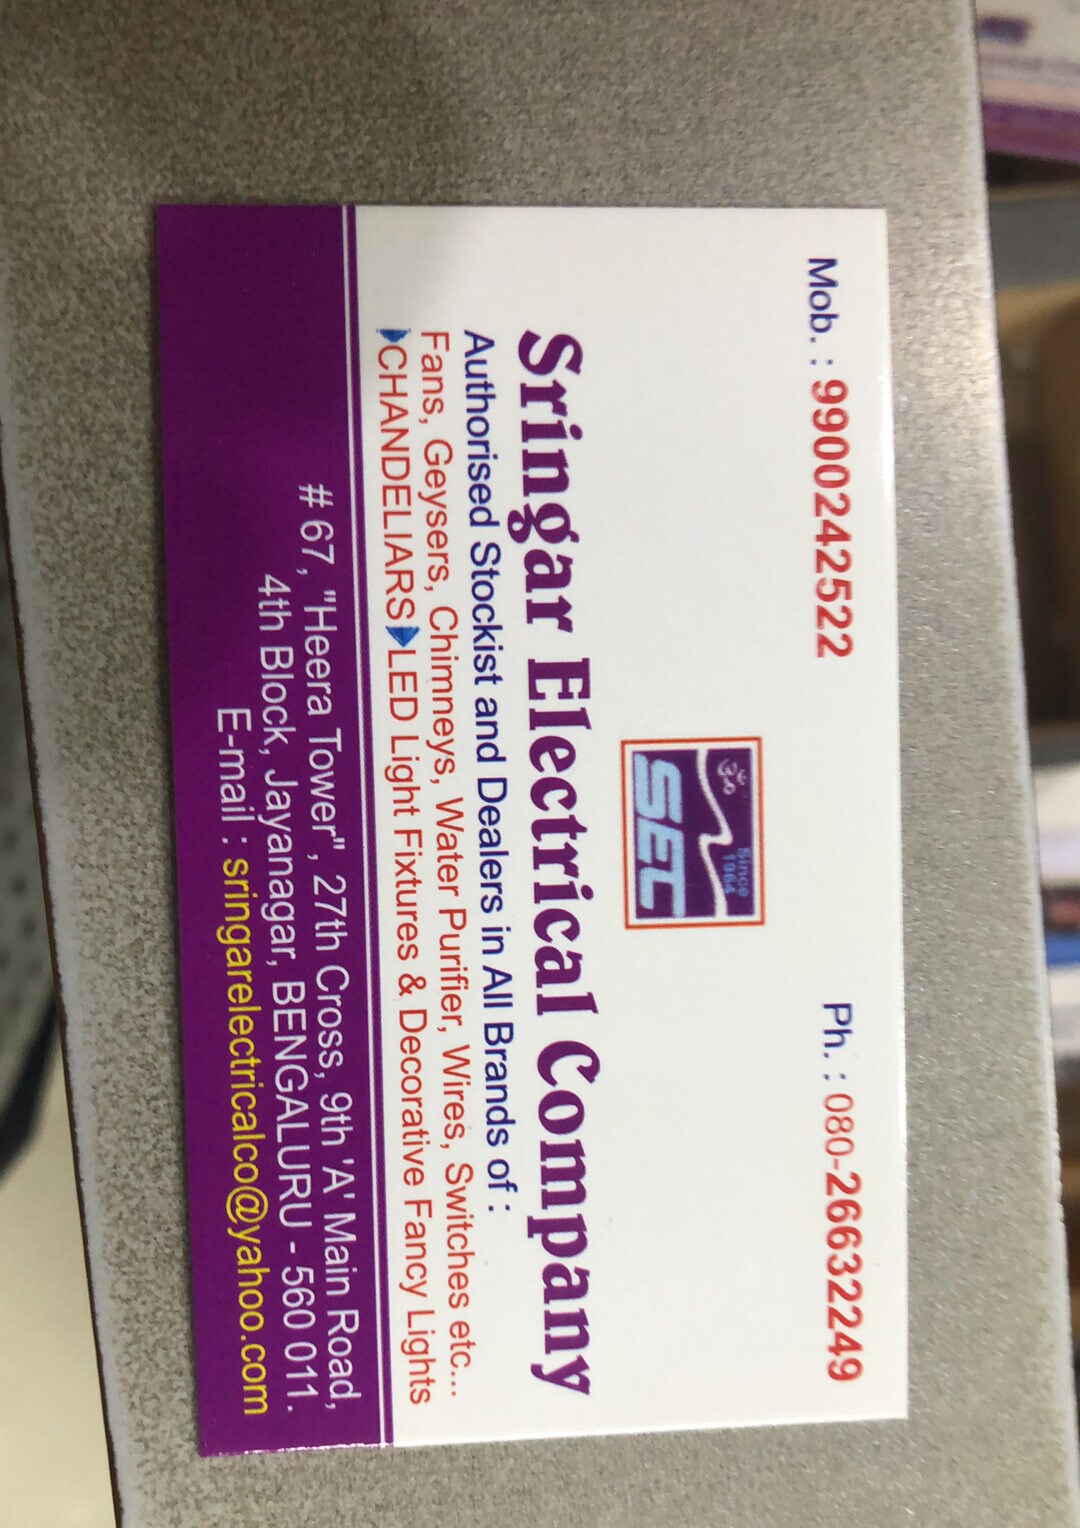 Mob. : 9900242522
Ph. : 080-26632249
ॐ
Since
1964
SEC
Sringar Electrical Company
Authorised Stockist and Dealers in All Brands of :
Fans, Geysers, Chimneys, Water Purifier, Wires, Switches etc...
CHANDELIARS LED Light Fixtures & Decorative Fancy Lights
# 67, "Heera Tower", 27th Cross, 9th 'A' Main Road,
4th Block, Jayanagar, BENGALURU - 560 011.
E-mail : sringarelectricalco@yahoo.com